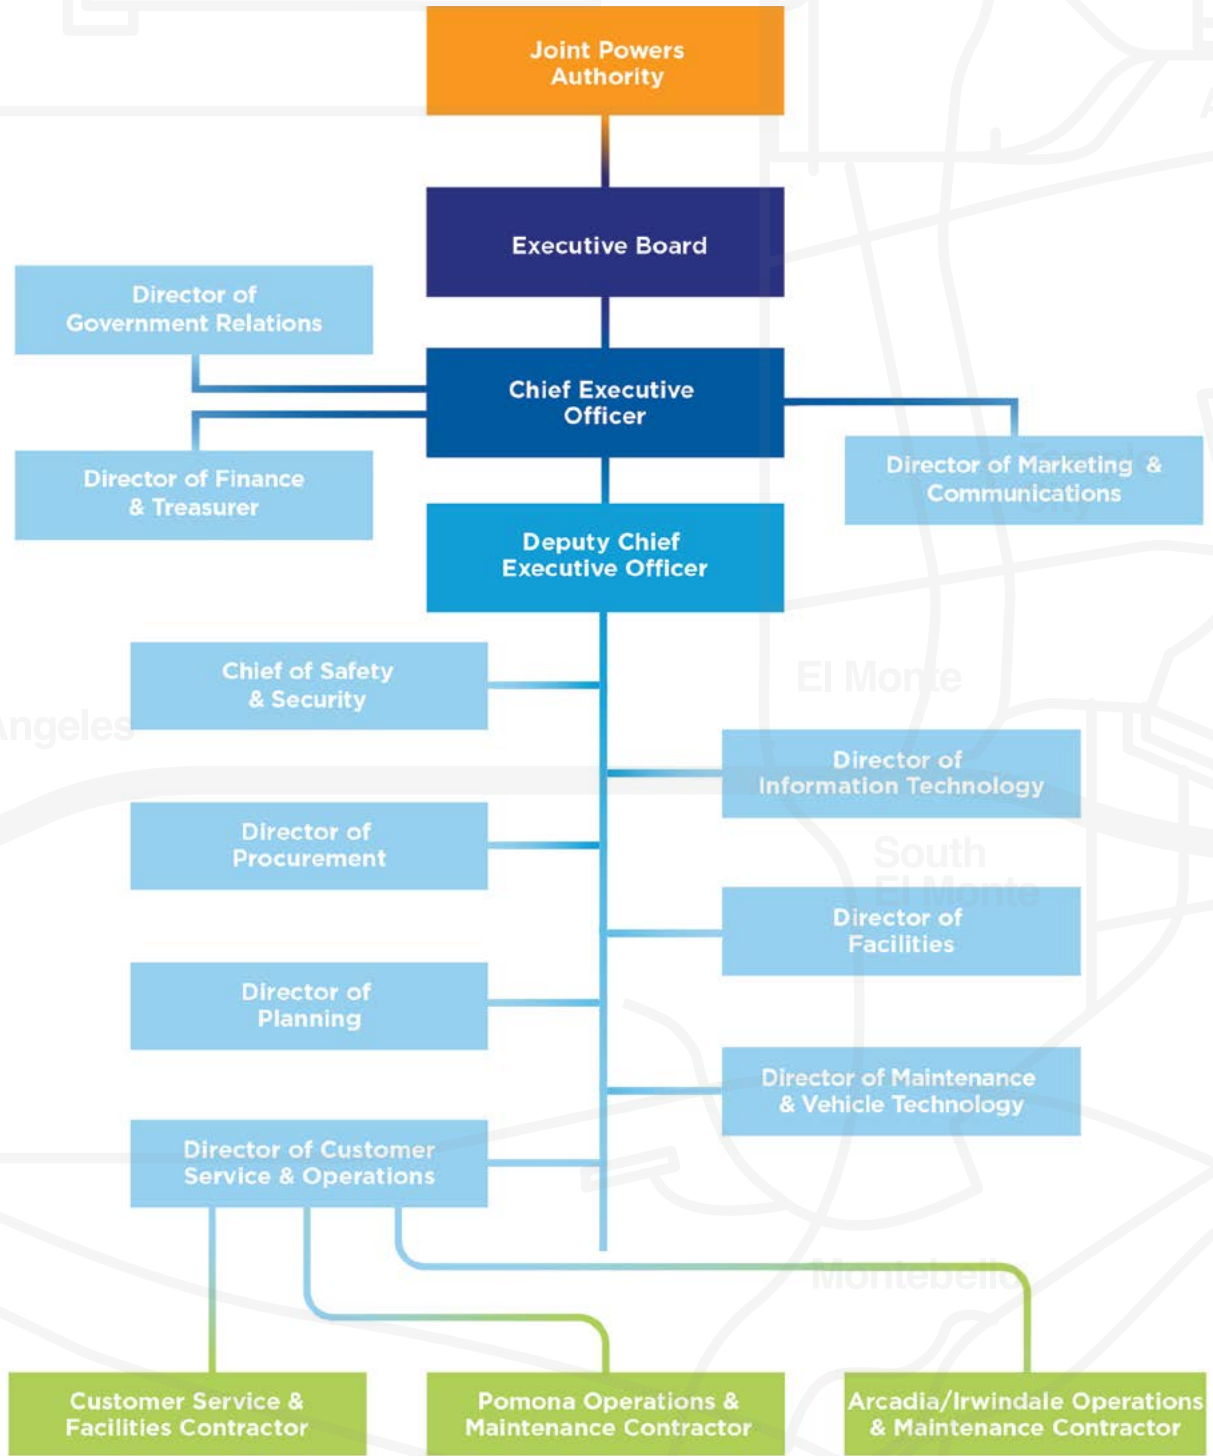 Joint Powers
Authority
Executive Board
Director of
Government Relations
Chief Executive
Officer
Director of Finance
& Treasurer
Director of Marketing &
Communications
Temple
City
Deputy Chief
Executive Officer
Chief of Safety
& Security
El Monte
Angeles
Director of
Information Technology
Director of
Procurement
South
El Monte
Director of
Facilities
Director of
Planning
Director of Maintenance
& Vehicle Technology
Director of Customer
Service & Operations
Montebello
Customer Service &
Facilities Contractor
Pomona Operations &
Maintenance Contractor
Arcadia/Irwindale Operations
& Maintenance Contractor